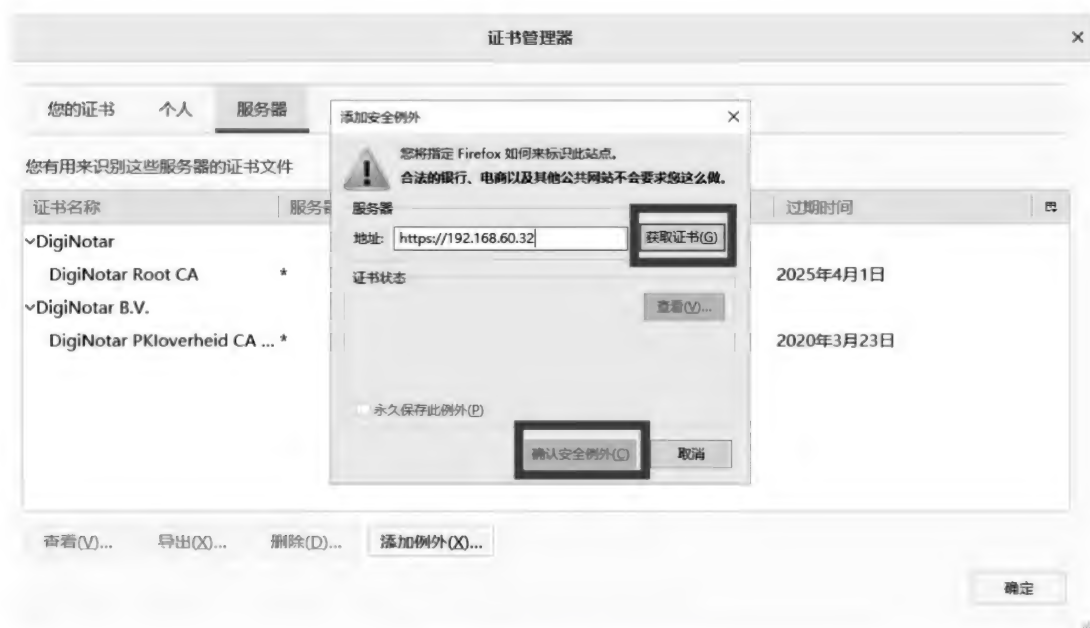 证书管理器
您的证书 个人 服务器
您有用来识别这些服务器的证书文件
证书名称 服务 过期时间
DigiNotar
DigiNotar Root CA * 2025年4月1日
DigiNotar B.V.
DigiNotar PKIoverheid CA ... * 2020年3月23日
查看(V)... 导出(X)... 删除(D)... 添加例外(X)...
确定
添加安全例外
您将指定 Firefox 如何来标识此站点。
合法的银行、电商以及其他公共网站不会要求您这么做。
服务器
地址: https://192.168.60.32 获取证书(G)
证书状态
查看(V)...
永久保存此例外(P)
确认安全例外(C) 取消